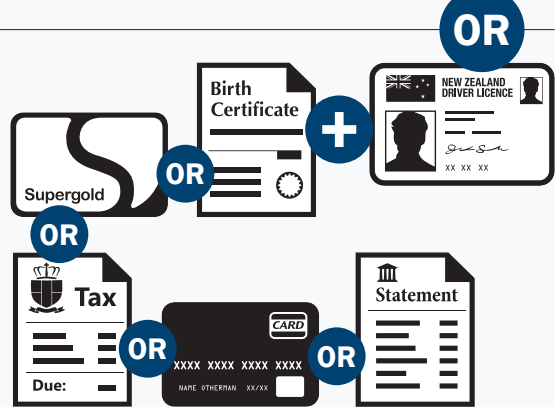 OR
Birth
Certificate
NEW ZEALAND
DRIVER LICENCE
+
OR
Supergold
XX XX XX
OR
Tax
Statement
CARD
OR
OR
XXXX XXXX XXXX XXXX
NAME OTHERMAN XX/XX
Due: